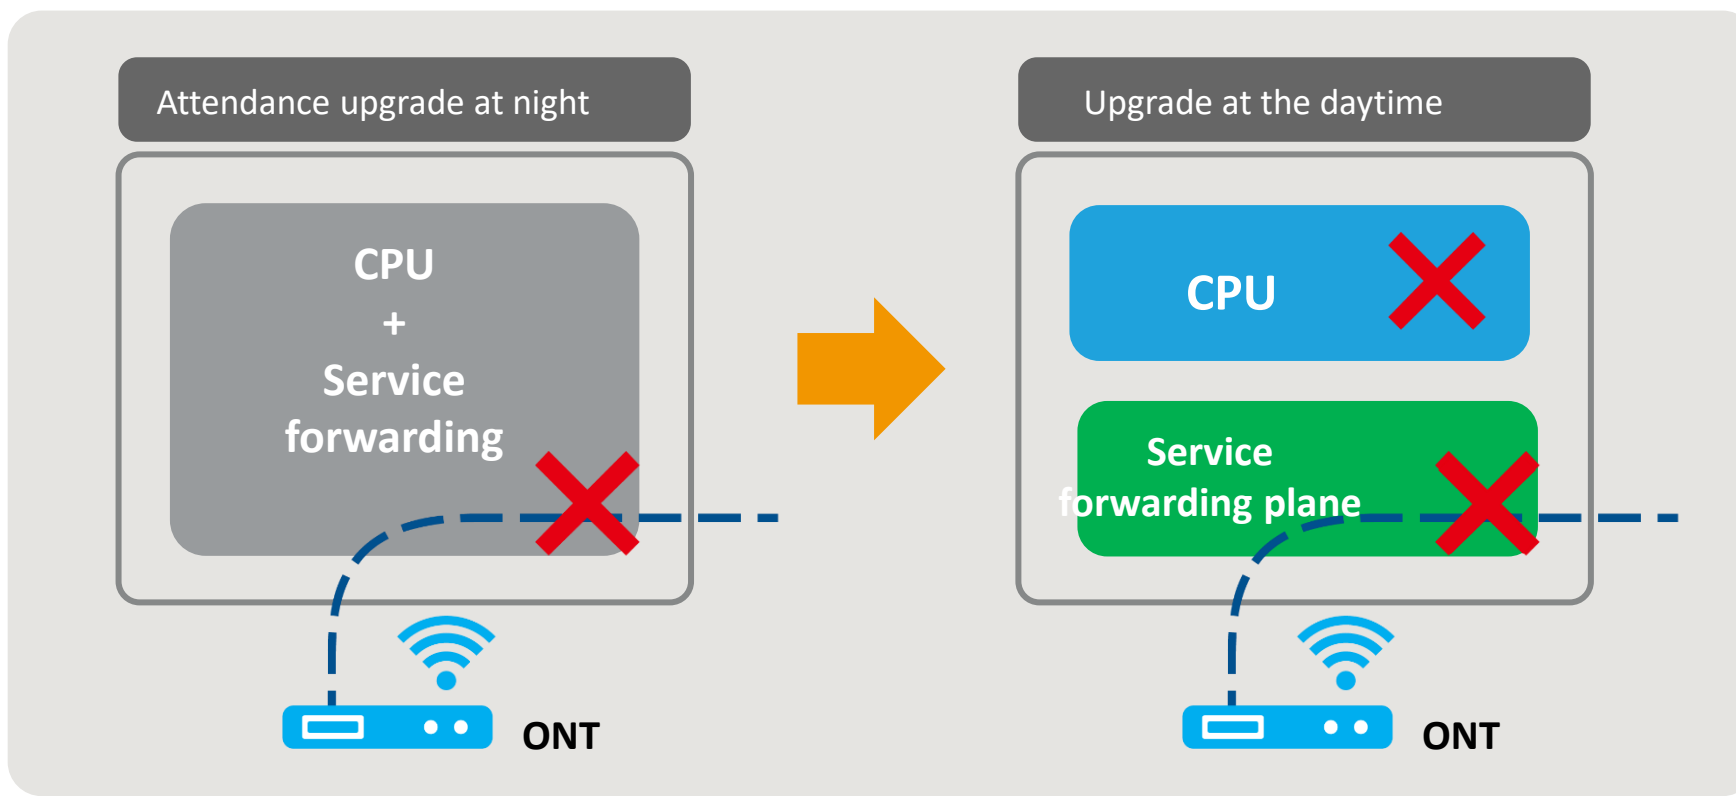 Attendance upgrade at night
CPU
+
Service
forwarding
ONT
Upgrade at the daytime
CPU
Service
forwarding plane
ONT